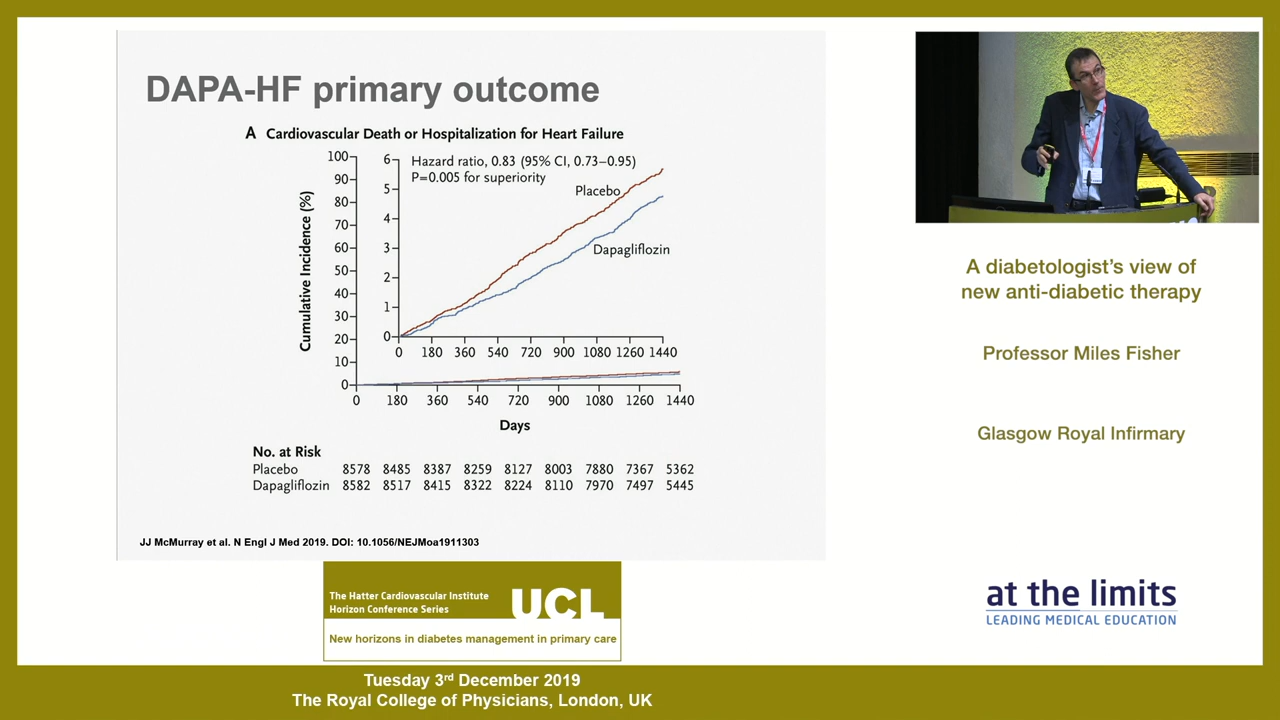 DAPA-HF primary outcome
A Cardiovascular Death or Hospitalization for Heart Failure
Cumulative Incidence (%)
100
90
80
70
60
50
40
30
20
10
0
6
5
4
3
2
1
0
Hazard ratio, 0.83 (95% CI, 0.73–0.95)
P=0.005 for superiority
Placebo
Dapagliflozin
0 180 360 540 720 900 1080 1260 1440
0 180 360 540 720 900 1080 1260 1440
Days
No. at Risk
Placebo 8578 8485 8387 8259 8127 8003 7880 7367 5362
Dapagliflozin 8582 8517 8415 8322 8224 8110 7970 7497 5445
JJ McMurray et al. N Engl J Med 2019. DOI: 10.1056/NEJMoa1911303
The Hatter Cardiovascular Institute
Horizon Conference Series
UCL
New horizons in diabetes management in primary care
Tuesday 3rd December 2019
The Royal College of Physicians, London, UK
A diabetologist's view of
new anti-diabetic therapy
Professor Miles Fisher
Glasgow Royal Infirmary
at the limits
LEADING MEDICAL EDUCATION